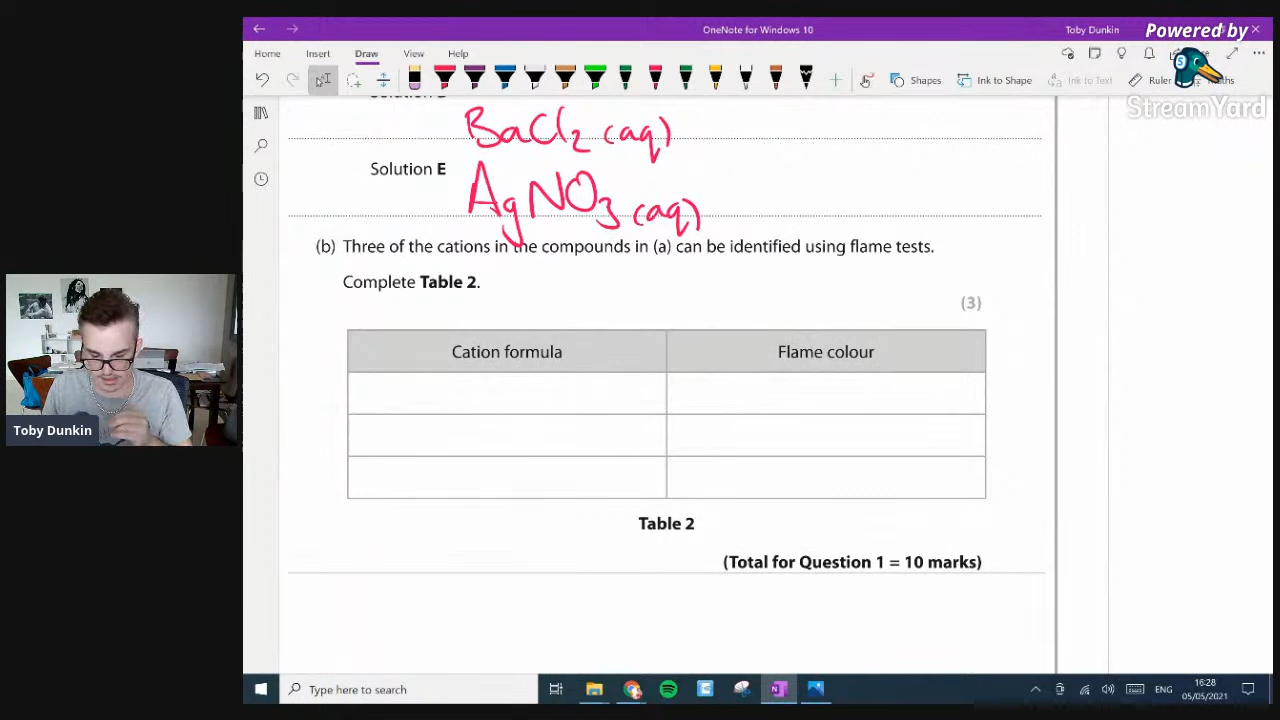 OneNote for Windows 10
Toby Dunkin
Powered by
StreamYard
Home Insert Draw View Help
Shapes Ink to Shape Ink to Text Ruler
BaCl2 (aq)
Solution E
AgNO3 (aq)
(b) Three of the cations in the compounds in (a) can be identified using flame tests.
Complete Table 2.
(3)
Cation formula Flame colour
Table 2
(Total for Question 1 = 10 marks)
Toby Dunkin
Type here to search
ENG
16:28
05/05/2021